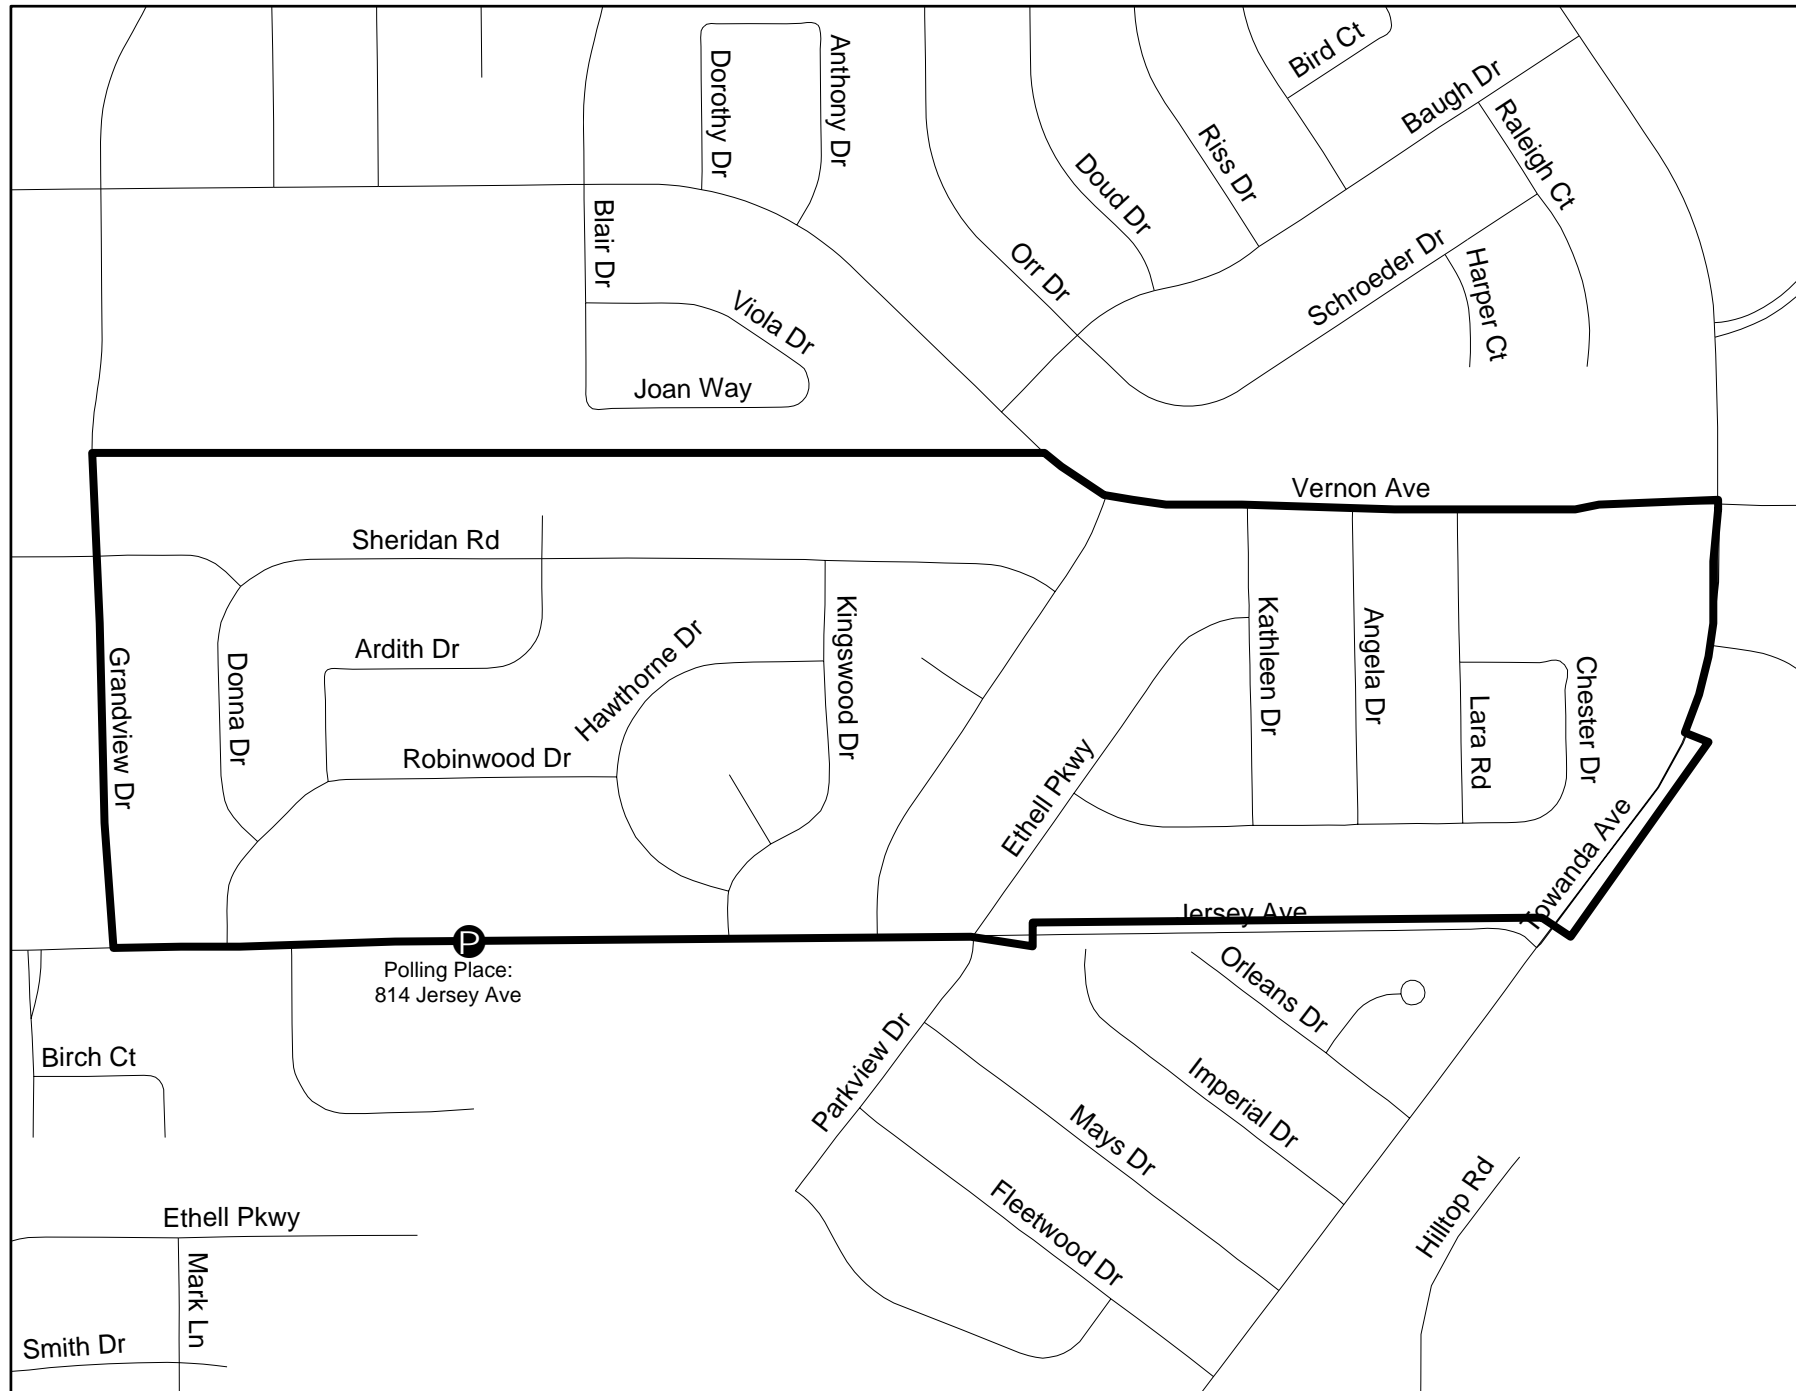 Bird Ct
Anthony Dr
Dorothy Dr
Baugh Dr
Raleigh Ct
Riss Dr
Doud Dr
Blair Dr
Orr Dr
Schroeder Dr
Harper Ct
Viola Dr
Joan Way
Vernon Ave
Sheridan Rd
Kingswood Dr
Kathleen Dr
Angela Dr
Ardith Dr
Hawthorne Dr
Grandview Dr
Donna Dr
Chester Dr
Lara Rd
Robinwood Dr
Ethell Pkwy
Towanda Ave
Jersey Ave
P
Polling Place:
814 Jersey Ave
Orleans Dr
Birch Ct
Parkview Dr
Imperial Dr
Mays Dr
Hilltop Rd
Fleetwood Dr
Ethell Pkwy
Mark Ln
Smith Dr